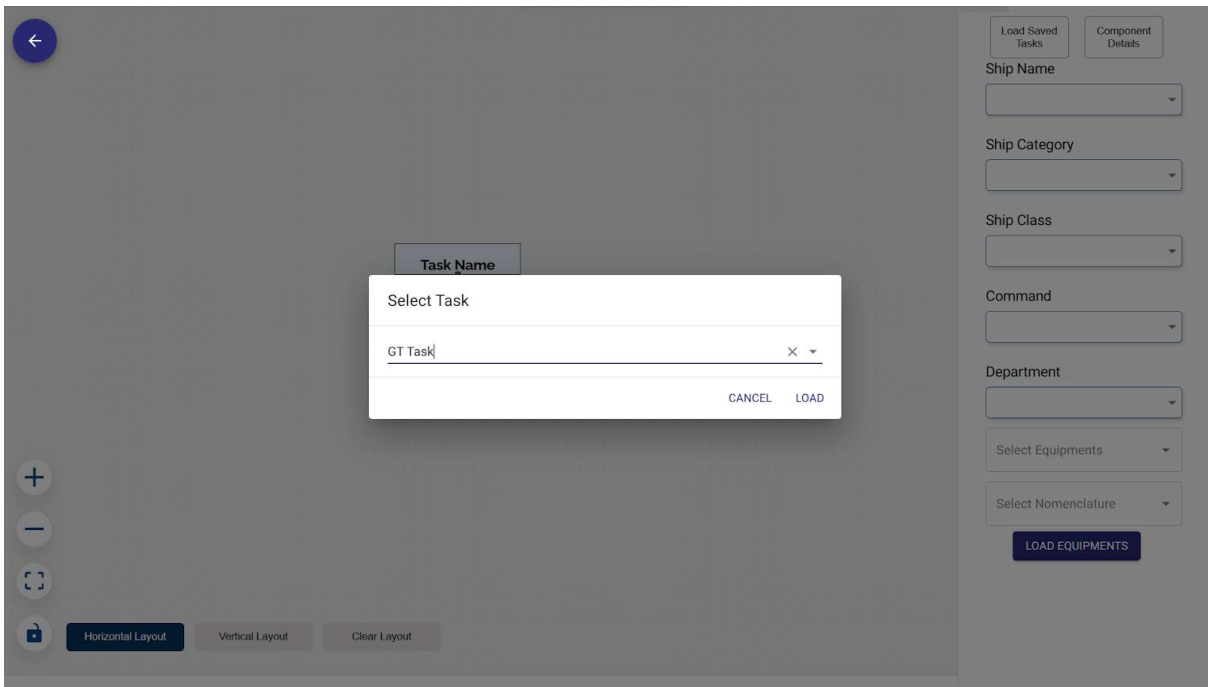 Load Saved
Tasks
Component
Details
Ship Name
Ship Category
Ship Class
Task Name
Select Task
Command
GT Task
Department
CANCEL LOAD
Select Equipments
Select Nomenclature
LOAD EQUIPMENTS
Horizontal Layout
Vertical Layout
Clear Layout